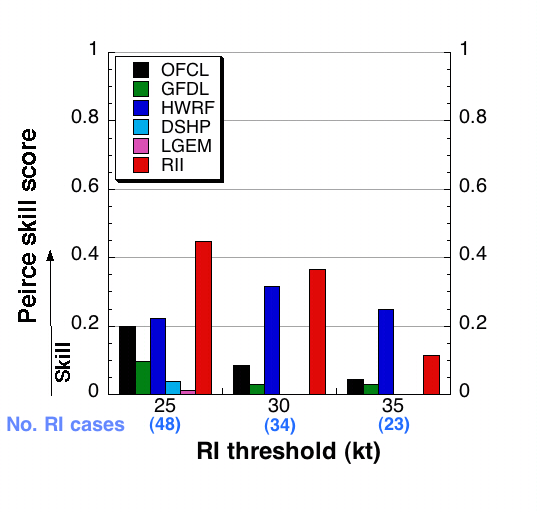 1 1
OFCL
GFDL
HWRF
DSHP
LGEM
RII
0.8 0.8
0.6 0.6
0.4 0.4
0.2 0.2
0 0
Peirce skill score
Skill
25 30 35
No. RI cases (48) (34) (23)
RI threshold (kt)